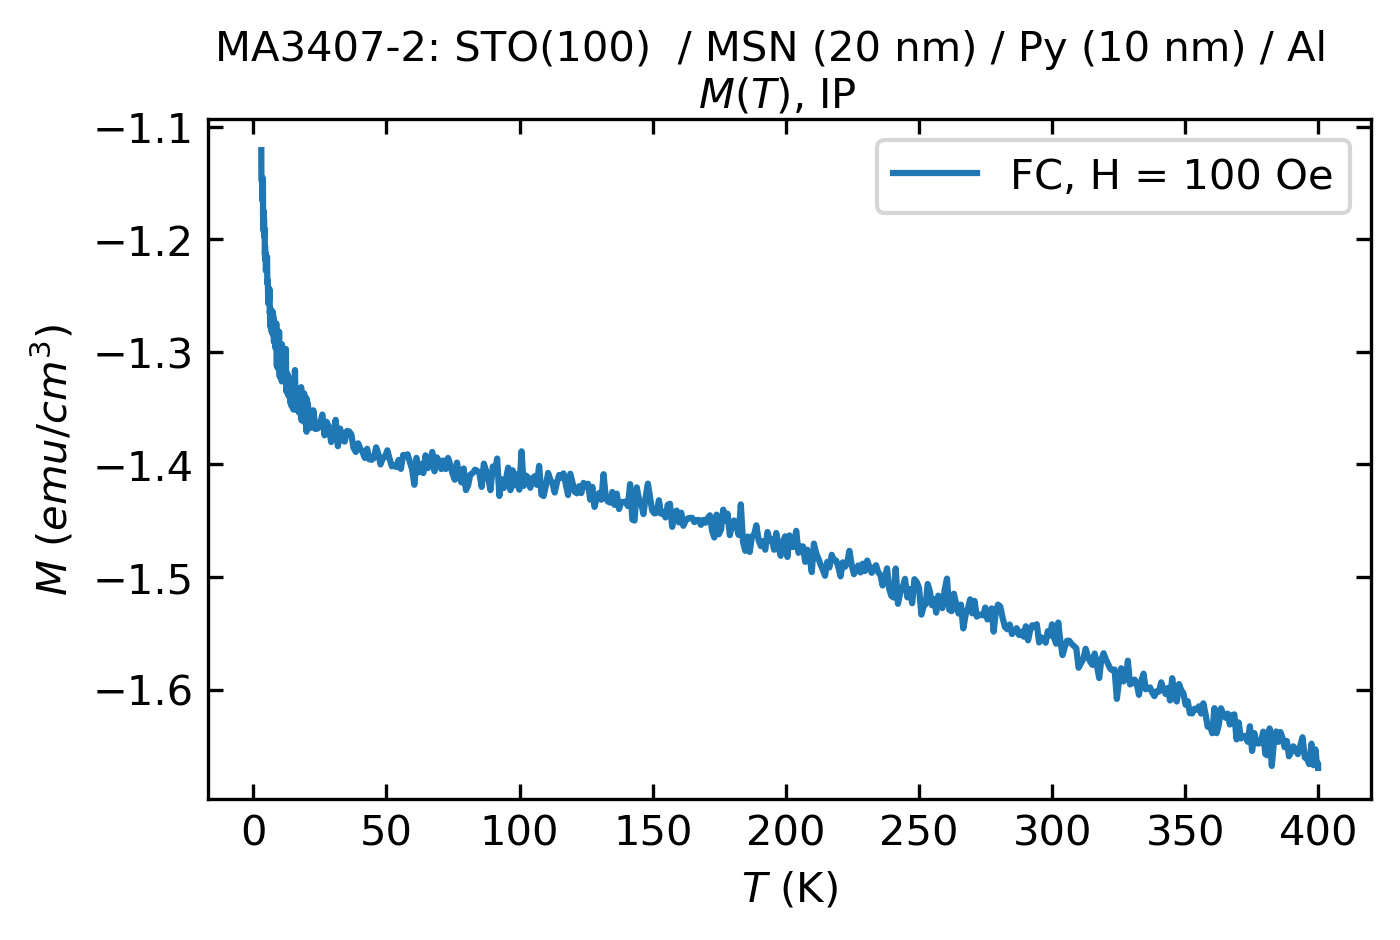 MA3407-2: STO(100)  / MSN (20 nm) / Py (10 nm) / Al
M(T), IP
FC, H = 100 Oe
−1.1
−1.2
−1.3
−1.4
−1.5
−1.6
M (emu/cm³)
0 50 100 150 200 250 300 350 400
T (K)